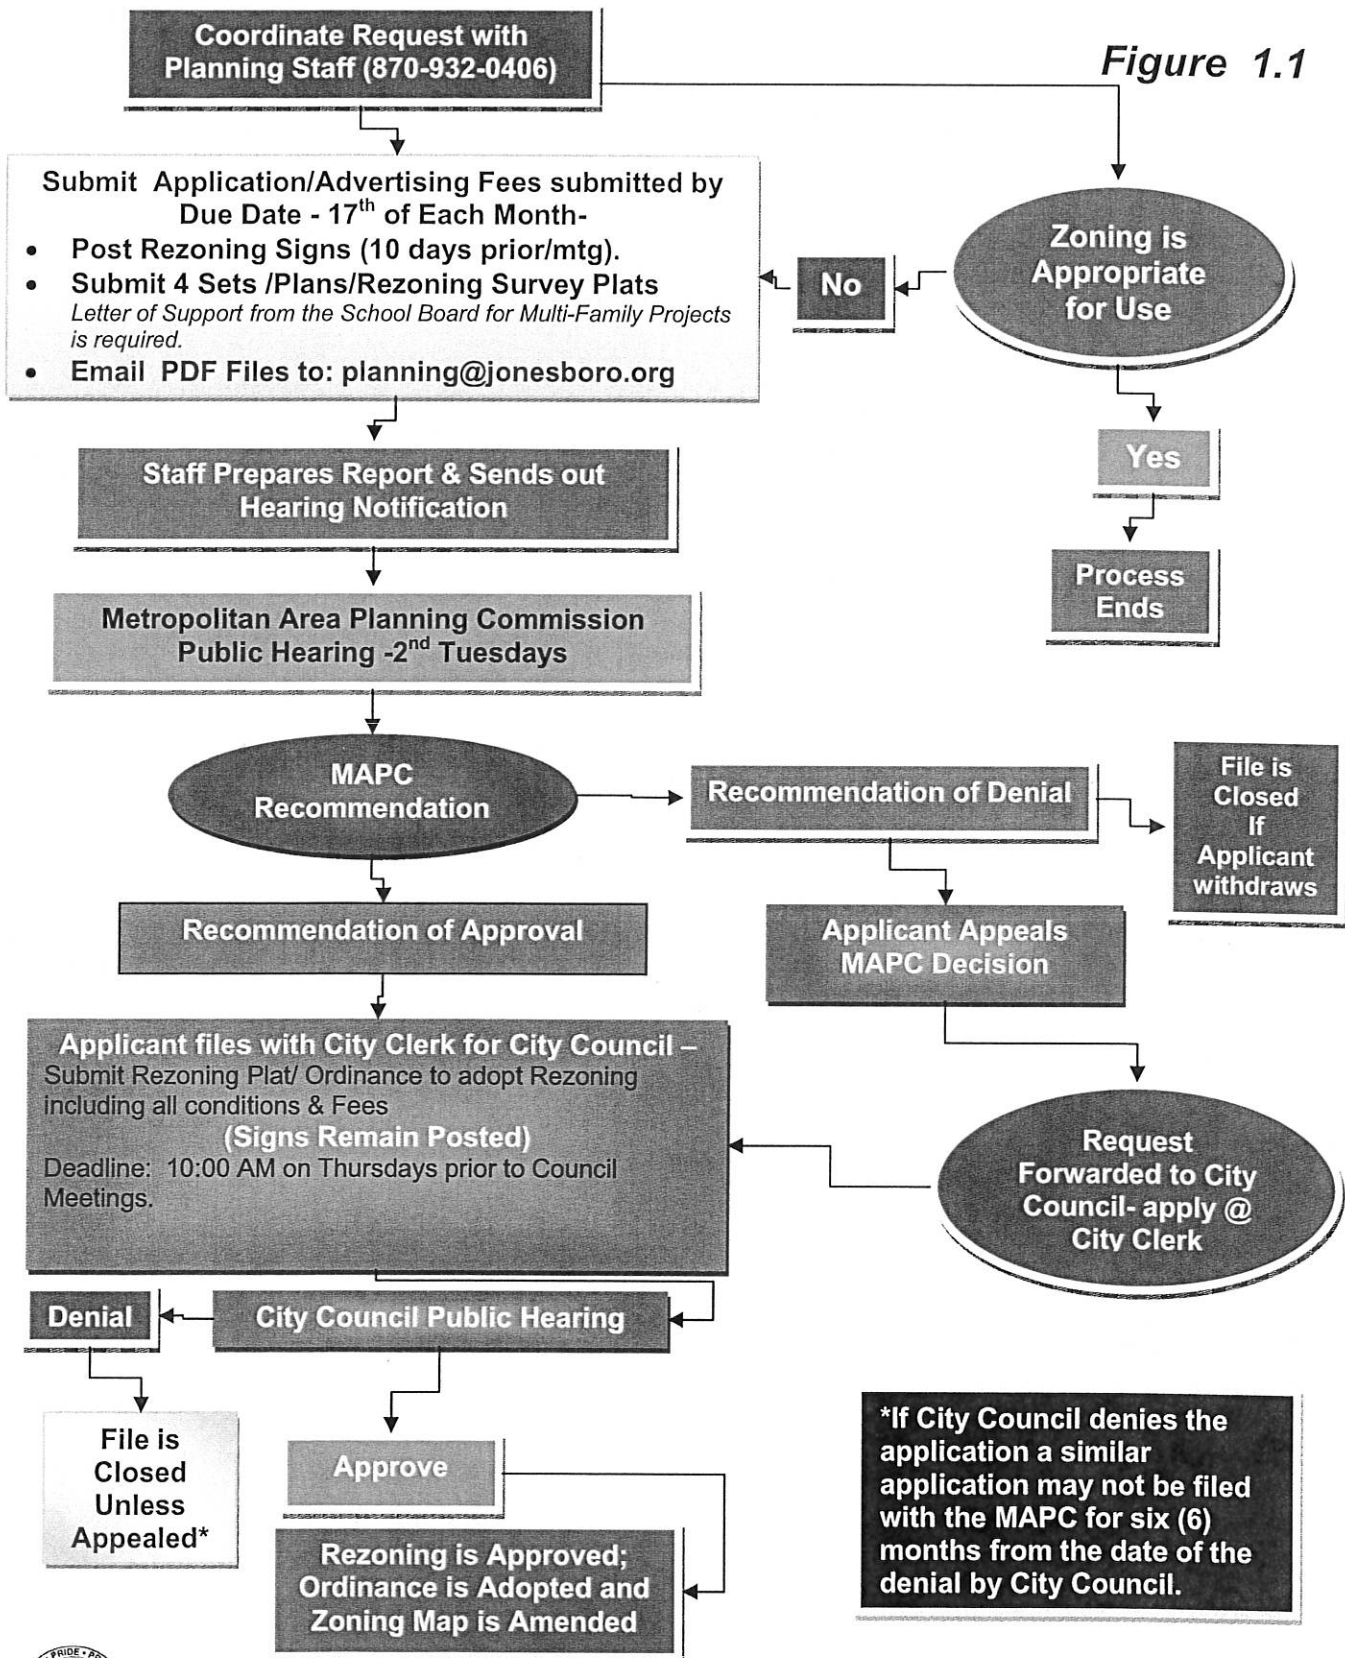 Figure 1.1
Coordinate Request with
Planning Staff (870-932-0406)
Submit Application/Advertising Fees submitted by
Due Date - 17th of Each Month-
• Post Rezoning Signs (10 days prior/mtg).
• Submit 4 Sets /Plans/Rezoning Survey Plats
Letter of Support from the School Board for Multi-Family Projects
is required.
• Email PDF Files to: planning@jonesboro.org
No
Zoning is
Appropriate
for Use
Yes
Process
Ends
Staff Prepares Report & Sends out
Hearing Notification
Metropolitan Area Planning Commission
Public Hearing -2nd Tuesdays
MAPC
Recommendation
Recommendation of Denial
File is
Closed
If
Applicant
withdraws
Recommendation of Approval
Applicant Appeals
MAPC Decision
Applicant files with City Clerk for City Council –
Submit Rezoning Plat/ Ordinance to adopt Rezoning
including all conditions & Fees
(Signs Remain Posted)
Deadline: 10:00 AM on Thursdays prior to Council
Meetings.
Request
Forwarded to City
Council- apply @
City Clerk
Denial
City Council Public Hearing
File is
Closed
Unless
Appealed*
Approve
Rezoning is Approved;
Ordinance is Adopted and
Zoning Map is Amended
*If City Council denies the
application a similar
application may not be filed
with the MAPC for six (6)
months from the date of the
denial by City Council.
PRIDE •